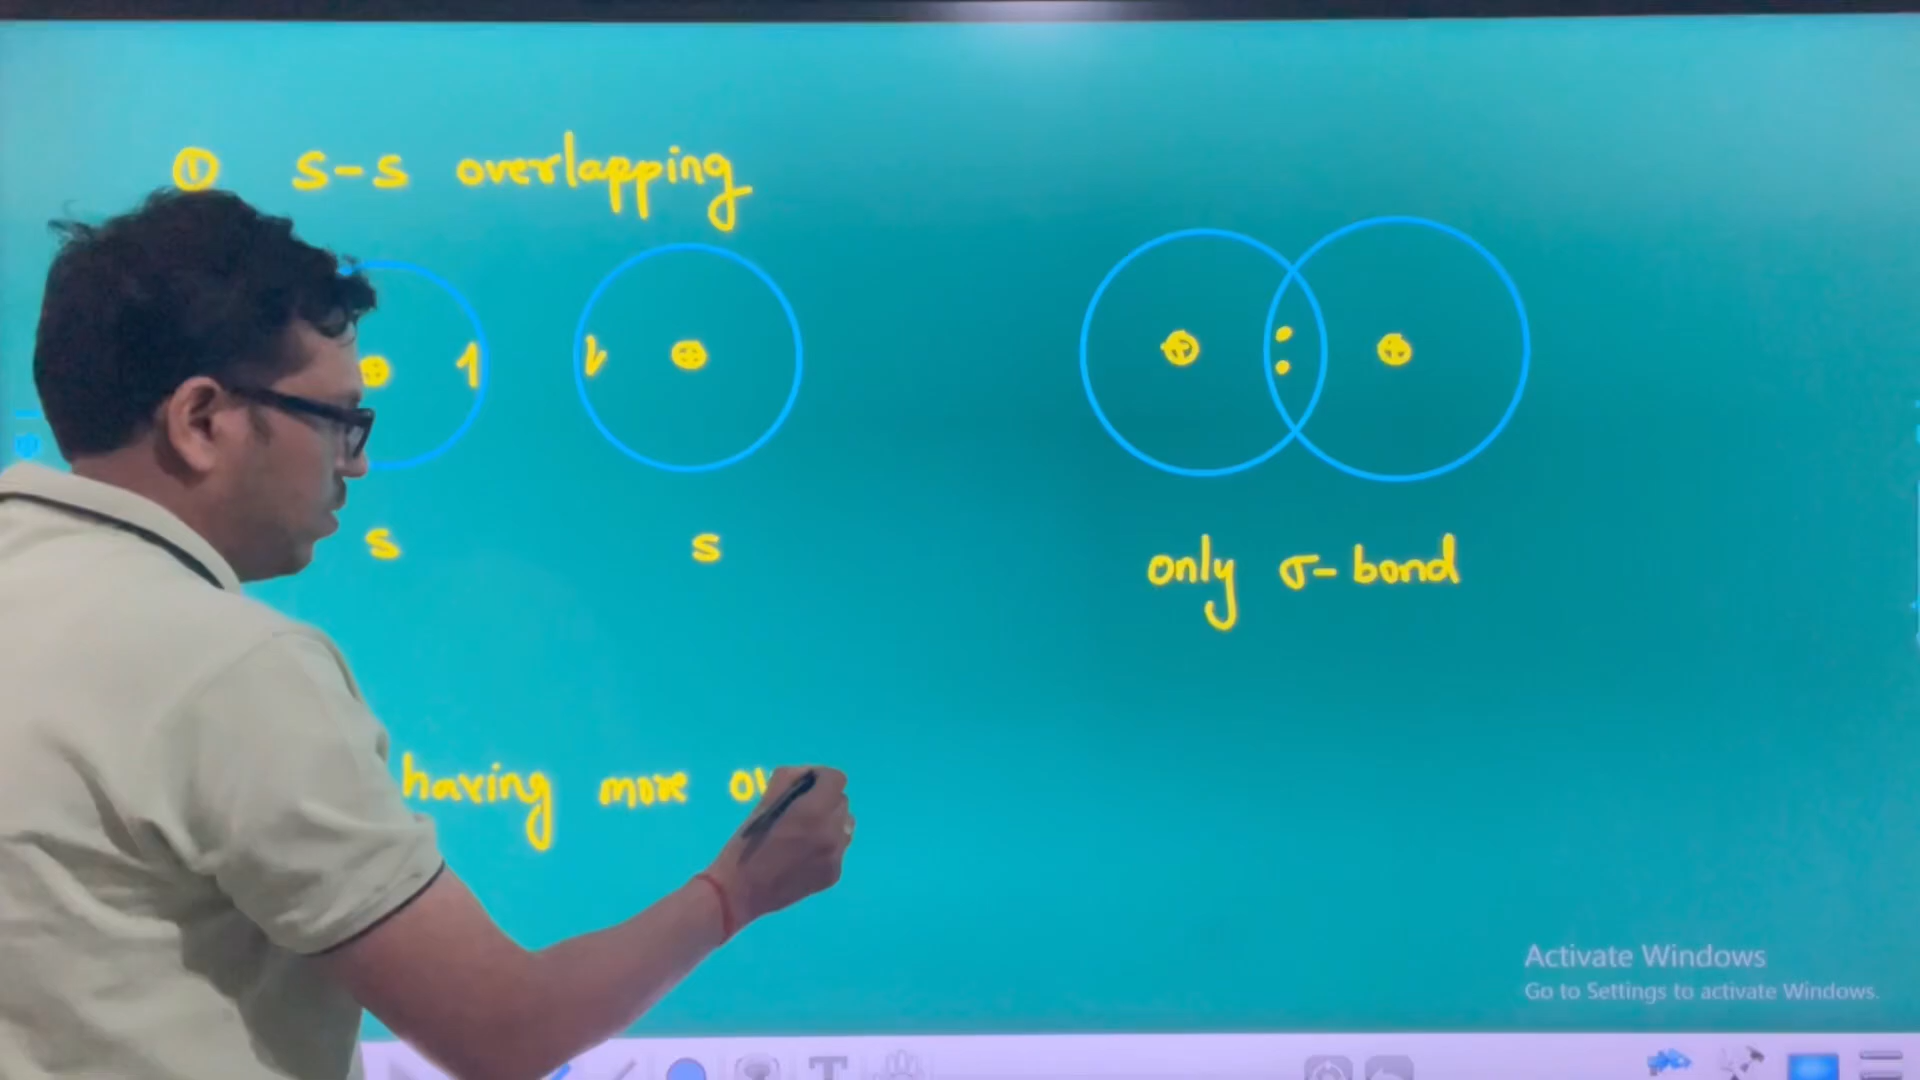 ① s-s overlapping
1
s
s
only σ-bond
having more
Activate Windows
Go to Settings to activate Windows.
T